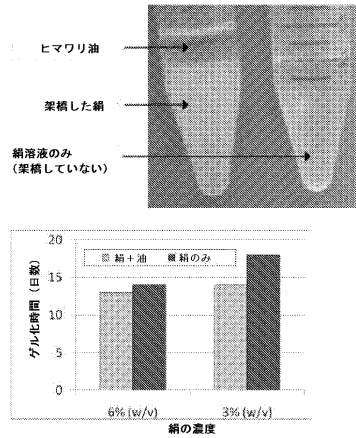 ヒマワリ油
架橋した絹
絹溶液のみ
(架橋していない)
20
15
10
5
0
ゲル化時間(日数)
絹+油 絹のみ
6% (w/v) 3% (w/v)
絹の濃度